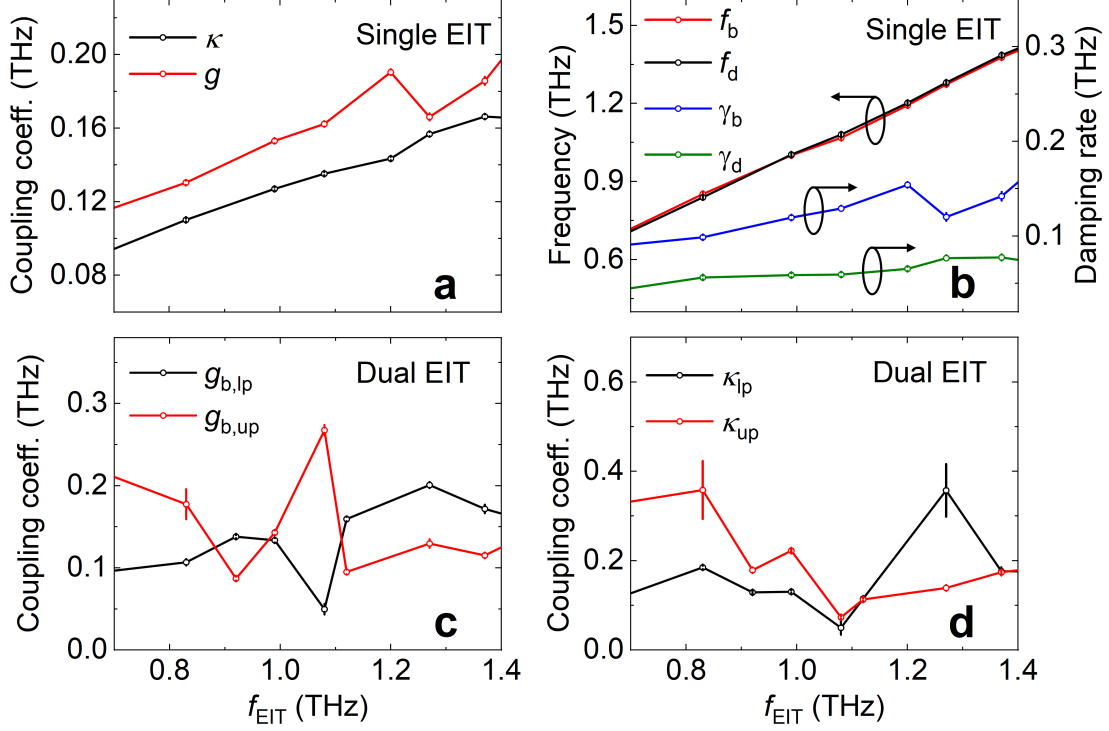 Coupling coeff. (THz)
0.20
0.16
0.12
0.08
κ
g
Single EIT
a
Frequency (THz)
1.5
1.2
0.9
0.6
f_b
f_d
γ_b
γ_d
Single EIT
b
0.3
0.2
0.1
Damping rate (THz)
Coupling coeff. (THz)
0.3
0.2
0.1
0.0
g_b,lp
g_b,up
Dual EIT
c
0.8
1.0
1.2
1.4
f_EIT (THz)
Coupling coeff. (THz)
0.6
0.4
0.2
0.0
κ_lp
κ_up
Dual EIT
d
0.8
1.0
1.2
1.4
f_EIT (THz)